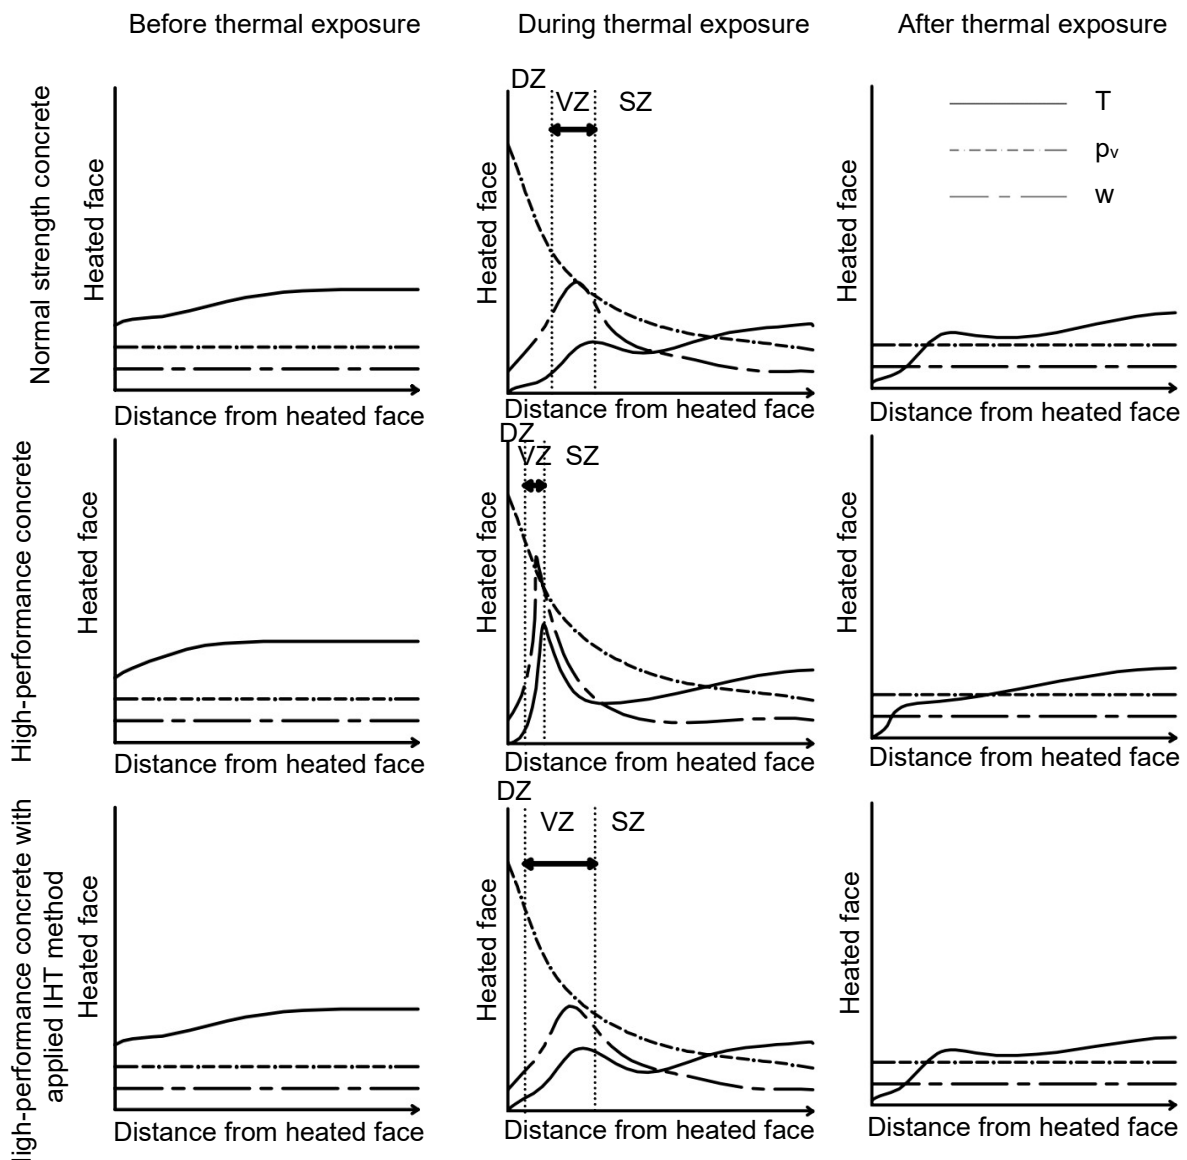 Before thermal exposure
During thermal exposure
After thermal exposure
Normal strength concrete
Heated face
Distance from heated face
DZ
VZ
SZ
Heated face
Distance from heated face
T
pv
w
Heated face
Distance from heated face
High-performance concrete
Heated face
Distance from heated face
DZ
VZ
SZ
Heated face
Distance from heated face
Heated face
Distance from heated face
High-performance concrete with
applied IHT method
Heated face
Distance from heated face
DZ
VZ
SZ
Heated face
Distance from heated face
Heated face
Distance from heated face